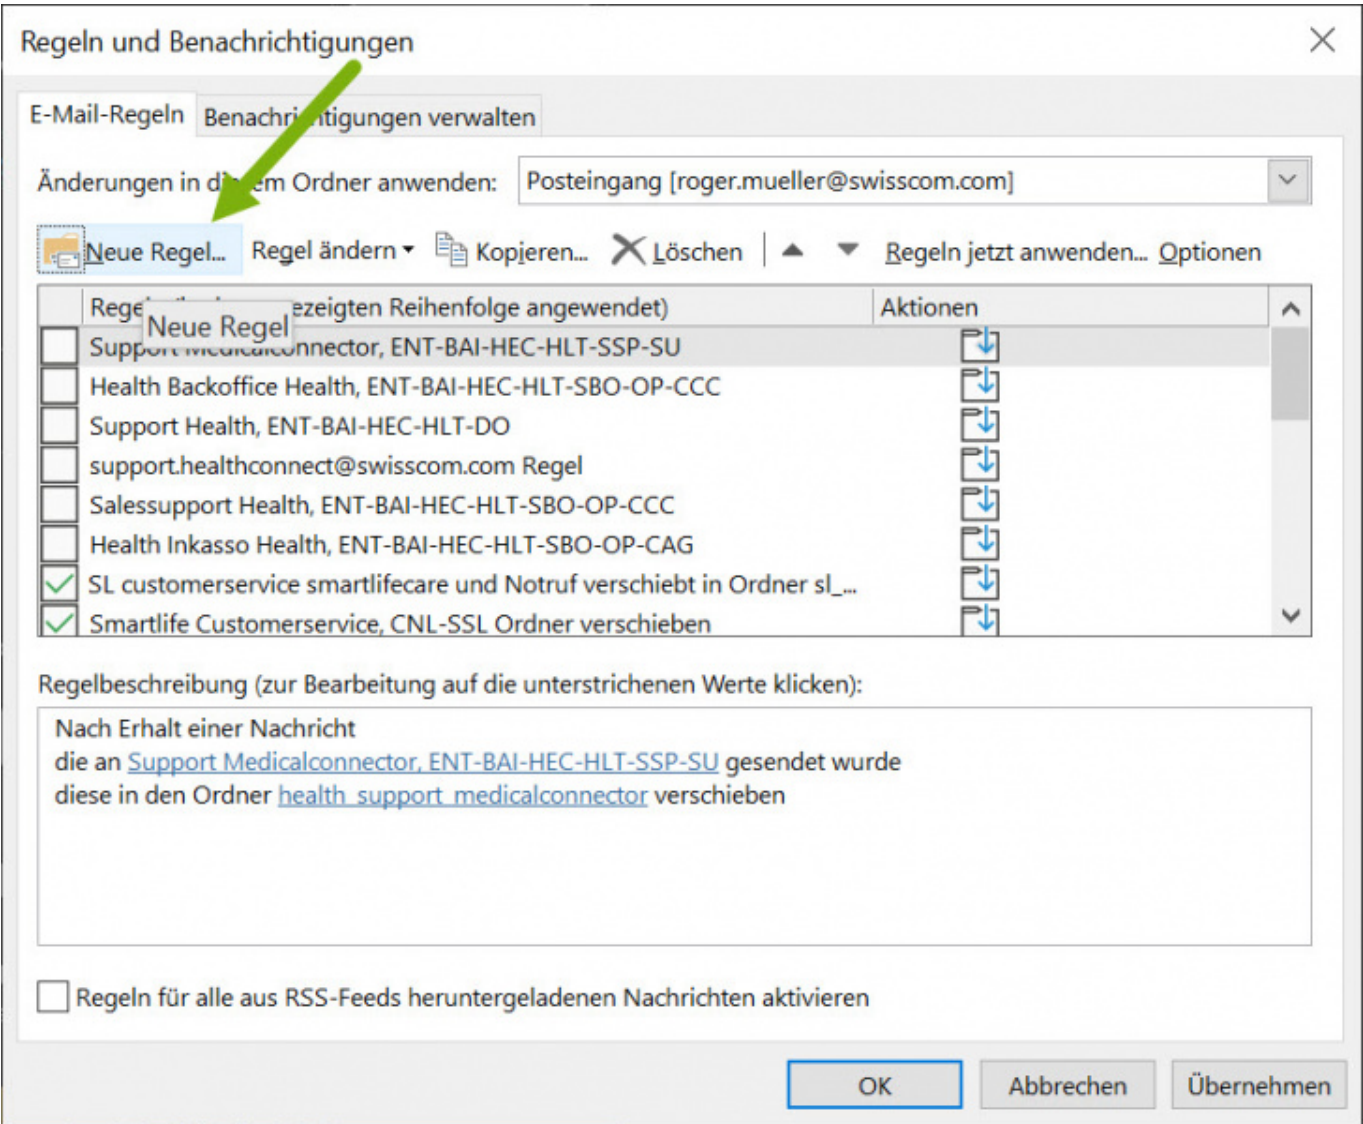 Regeln und Benachrichtigungen
E-Mail-Regeln Benachrichtigungen verwalten
Änderungen in diesem Ordner anwenden: Posteingang [roger.mueller@swisscom.com]
Neue Regel... Regel ändern Kopieren... Löschen Regeln jetzt anwenden... Optionen
ezeigten Reihenfolge angewendet) Aktionen
Neue Regel
Support Medicalconnector, ENT-BAI-HEC-HLT-SSP-SU
Health Backoffice Health, ENT-BAI-HEC-HLT-SBO-OP-CCC
Support Health, ENT-BAI-HEC-HLT-DO
support.healthconnect@swisscom.com Regel
Salessupport Health, ENT-BAI-HEC-HLT-SBO-OP-CCC
Health Inkasso Health, ENT-BAI-HEC-HLT-SBO-OP-CAG
SL customerservice smartlifecare und Notruf verschiebt in Ordner sl_...
Smartlife Customerservice, CNL-SSL Ordner verschieben
Regelbeschreibung (zur Bearbeitung auf die unterstrichenen Werte klicken):
Nach Erhalt einer Nachricht
die an Support Medicalconnector, ENT-BAI-HEC-HLT-SSP-SU gesendet wurde
diese in den Ordner health_support_medicalconnector verschieben
Regeln für alle aus RSS-Feeds heruntergeladenen Nachrichten aktivieren
OK Abbrechen Übernehmen